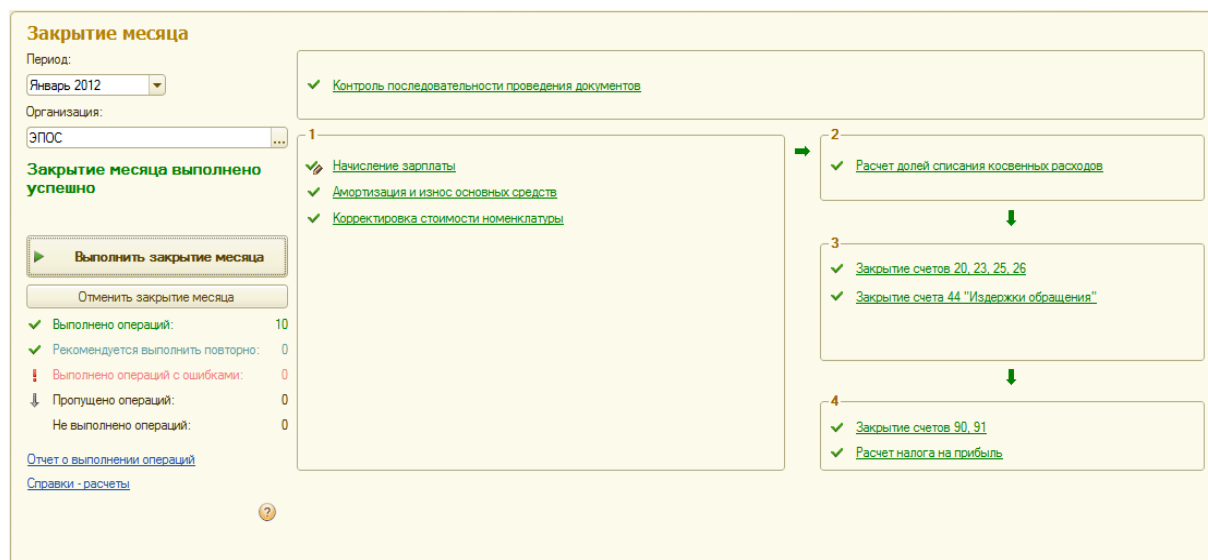 Закрытие месяца
Период:
Январь 2012
Организация:
ЭПОС
...
Закрытие месяца выполнено
успешно
Выполнить закрытие месяца
Отменить закрытие месяца
Выполнено операций: 10
Рекомендуется выполнить повторно: 0
Выполнено операций с ошибками: 0
Пропущено операций: 0
Не выполнено операций: 0
Отчет о выполнении операций
Справки - расчеты
?
Контроль последовательности проведения документов
1
Начисление зарплаты
Амортизация и износ основных средств
Корректировка стоимости номенклатуры
2
Расчет долей списания косвенных расходов
3
Закрытие счетов 20, 23, 25, 26
Закрытие счета 44 "Издержки обращения"
4
Закрытие счетов 90, 91
Расчет налога на прибыль